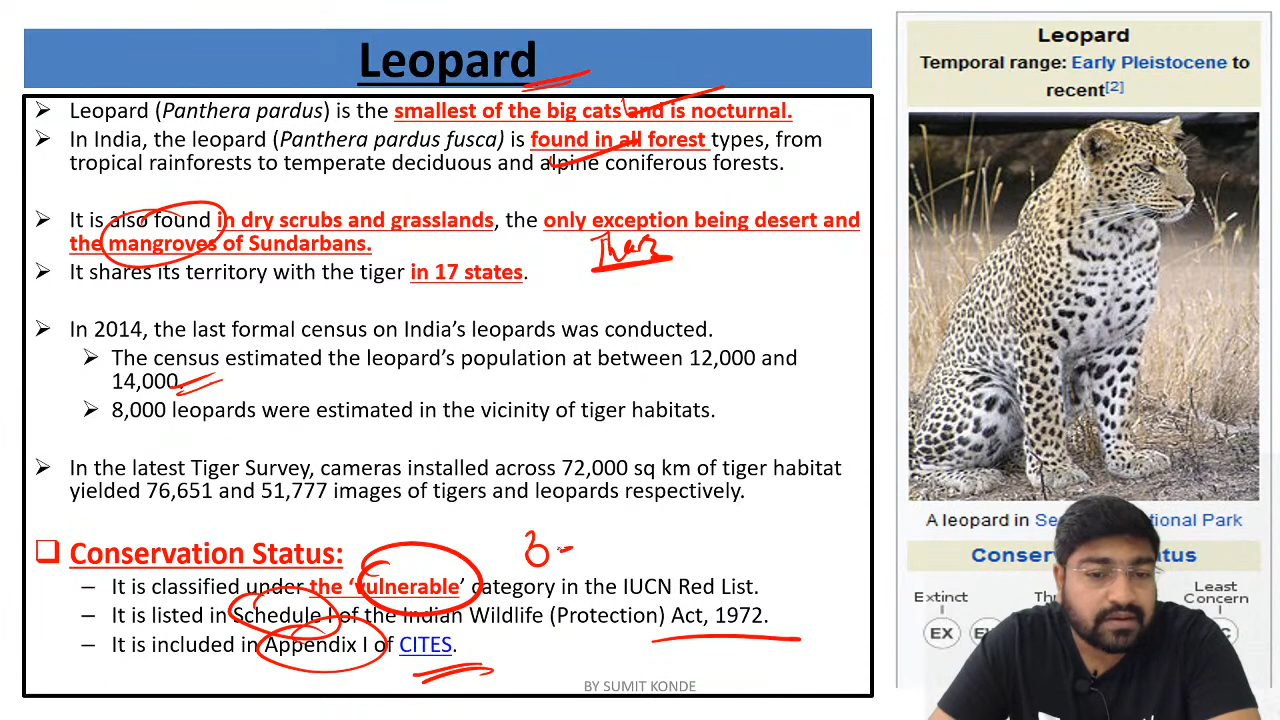 Leopard
➢ Leopard (Panthera pardus) is the smallest of the big cats and is nocturnal.
➢ In India, the leopard (Panthera pardus fusca) is found in all forest types, from
tropical rainforests to temperate deciduous and alpine coniferous forests.
➢ It is also found in dry scrubs and grasslands, the only exception being desert and
the mangroves of Sundarbans.
Thar
➢ It shares its territory with the tiger in 17 states.
➢ In 2014, the last formal census on India's leopards was conducted.
➢ The census estimated the leopard's population at between 12,000 and
14,000.
➢ 8,000 leopards were estimated in the vicinity of tiger habitats.
➢ In the latest Tiger Survey, cameras installed across 72,000 sq km of tiger habitat
yielded 76,651 and 51,777 images of tigers and leopards respectively.
❑ Conservation Status:
– It is classified under the 'vulnerable' category in the IUCN Red List.
– It is listed in Schedule I of the Indian Wildlife (Protection) Act, 1972.
– It is included in Appendix I of CITES.
BY SUMIT KONDE
Leopard
Temporal range: Early Pleistocene to
recent[2]
A leopard in National Park
Status
Extinct
Least
Concern
EX